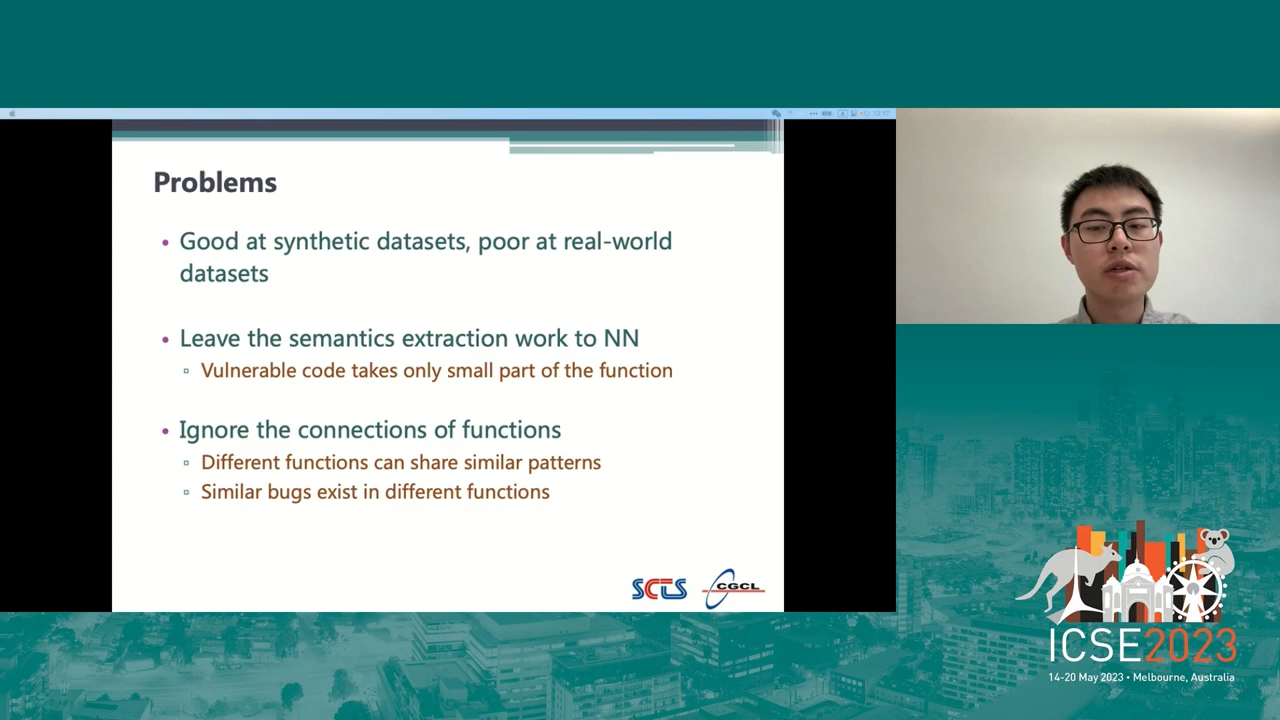 Problems
• Good at synthetic datasets, poor at real-world
datasets
• Leave the semantics extraction work to NN
▫ Vulnerable code takes only small part of the function
• Ignore the connections of functions
▫ Different functions can share similar patterns
▫ Similar bugs exist in different functions
SCTS CGCL
ICSE2023
14-20 May 2023 • Melbourne, Australia